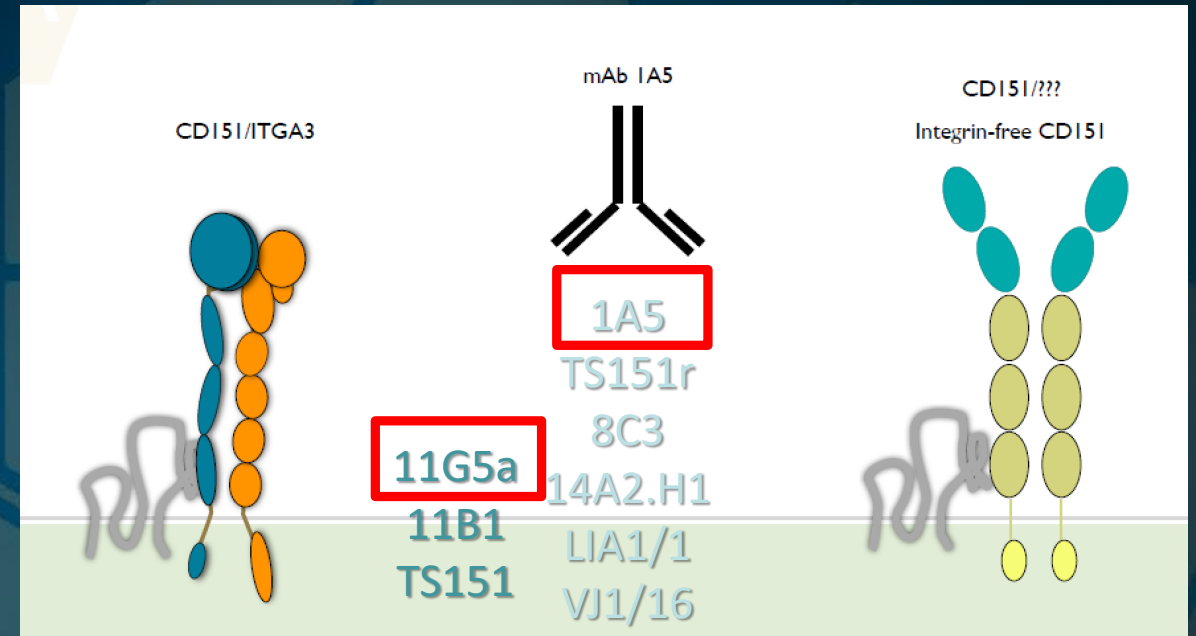 CD151/ITGA3
mAb 1A5
CD151/???
Integrin-free CD151
11G5a
11B1
TS151
1A5
TS151r
8C3
14A2.H1
LIA1/1
VJ1/16